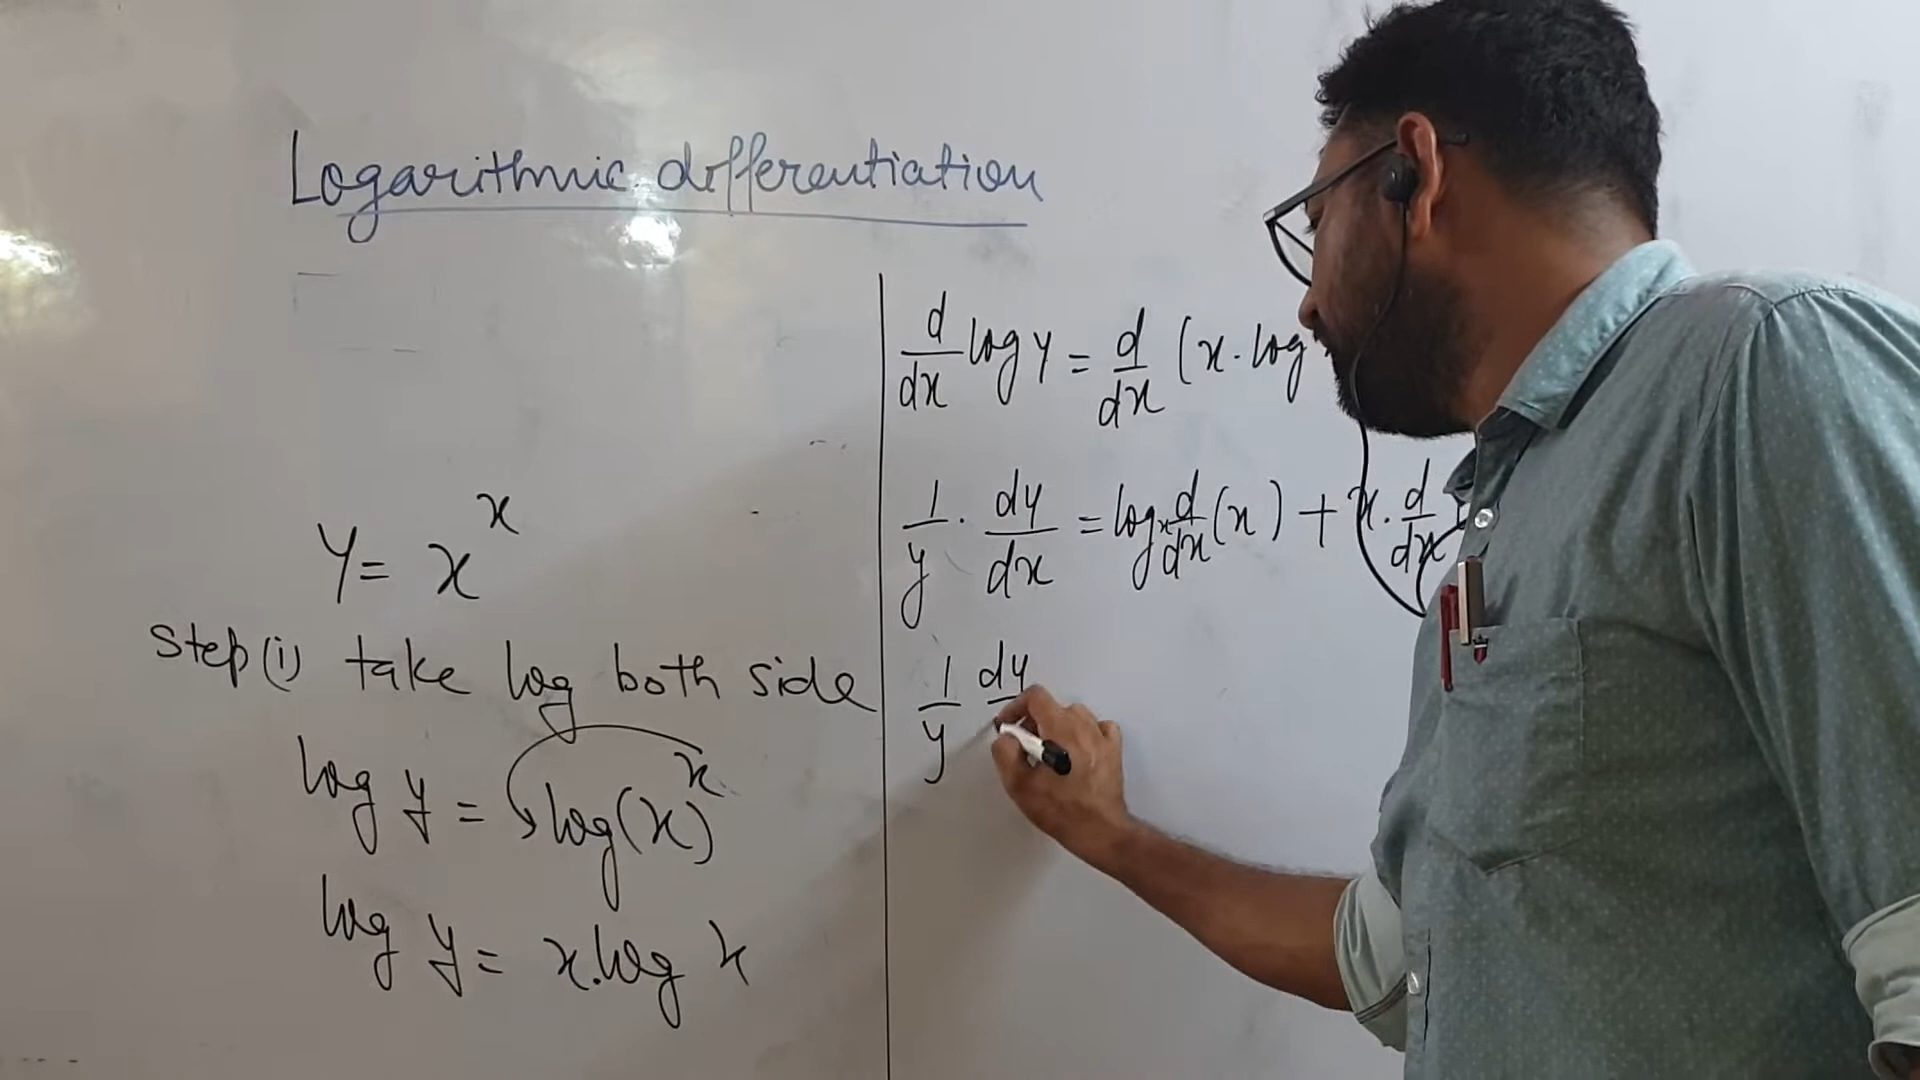 Logarithmic differentiation
y = x^x
Step (i) take log both side
log y = log(x)^x
log y = x.log x
d/dx log y = d/dx (x. log
1/y . dy/dx = log x d/dx (x) + x. d/dx
1/y dy